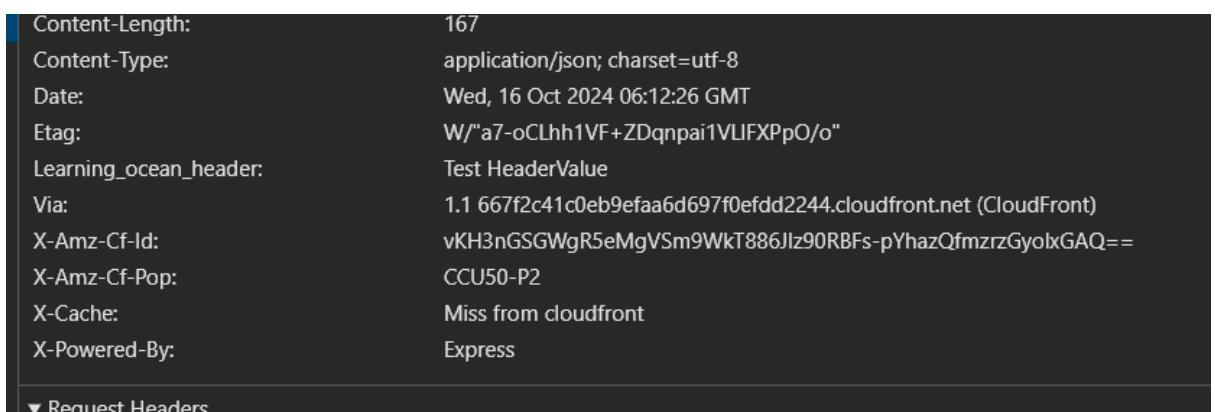 Content-Length: 167
Content-Type: application/json; charset=utf-8
Date: Wed, 16 Oct 2024 06:12:26 GMT
Etag: W/"a7-oCLhh1VF+ZDqnpai1VLlFXPpO/o"
Learning_ocean_header: Test HeaderValue
Via: 1.1 667f2c41c0eb9efaa6d697f0efdd2244.cloudfront.net (CloudFront)
X-Amz-Cf-Id: vKH3nGSGWgR5eMgVSm9WkT886Jlz90RBFs-pYhazQfmzrzGyolxGAQ==
X-Amz-Cf-Pop: CCU50-P2
X-Cache: Miss from cloudfront
X-Powered-By: Express
▼ Request Headers